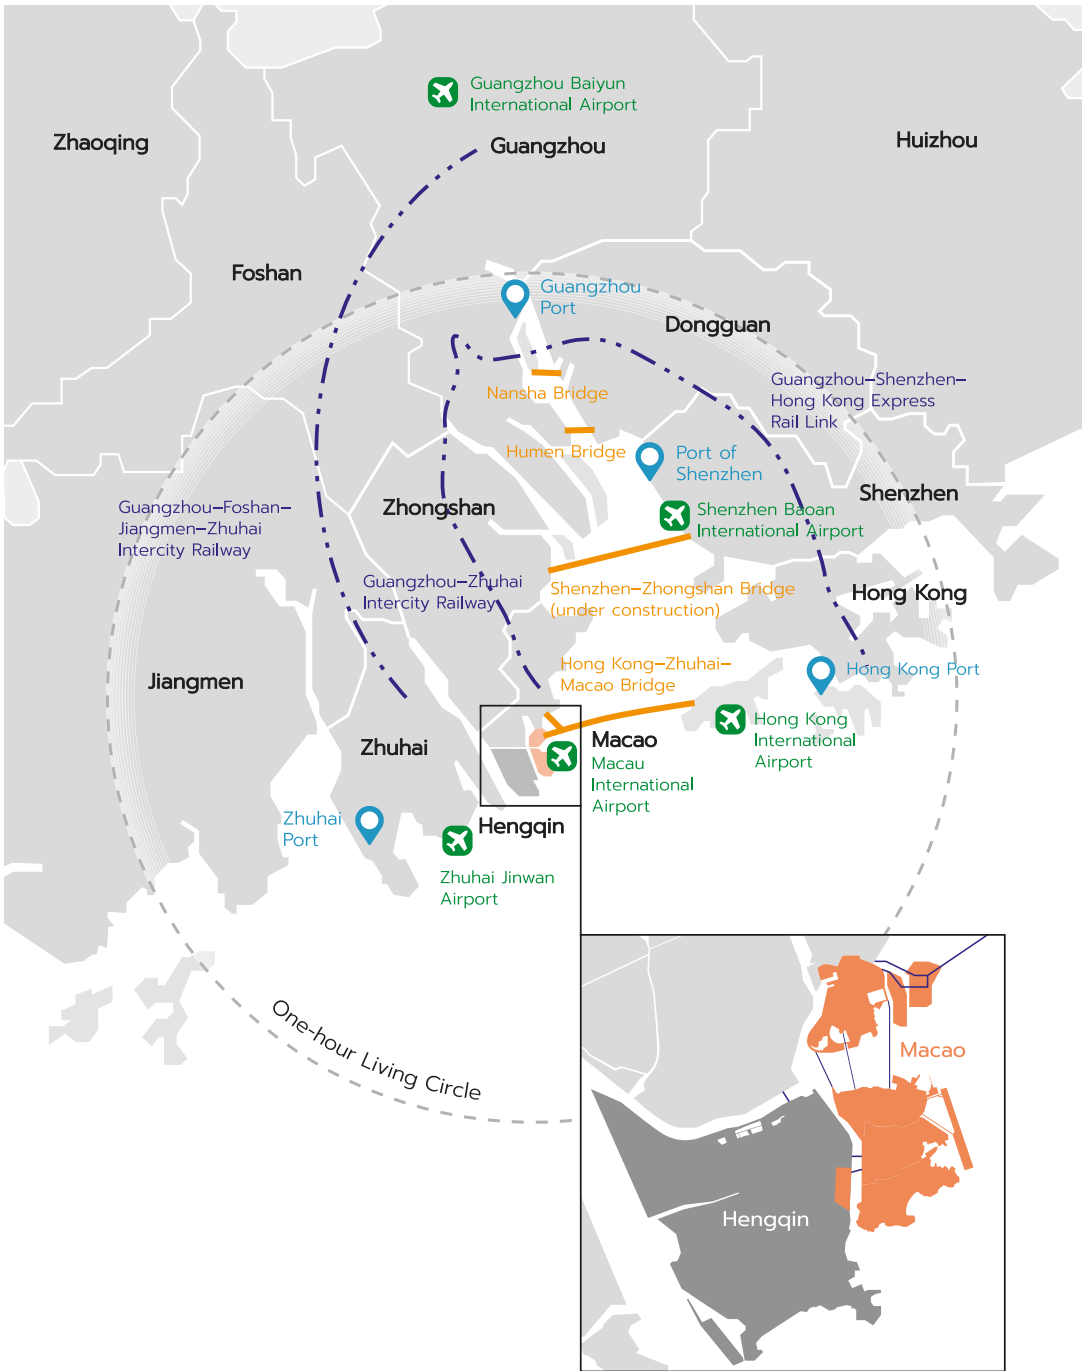 Guangzhou Baiyun
International Airport
Zhaoqing
Guangzhou
Huizhou
Foshan
Guangzhou
Port
Dongguan
Nansha Bridge
Guangzhou–Shenzhen–
Hong Kong Express
Rail Link
Humen Bridge
Port of
Shenzhen
Zhongshan
Shenzhen
Guangzhou–Foshan–
Jiangmen–Zhuhai
Intercity Railway
Shenzhen Baoan
International Airport
Guangzhou–Zhuhai
Intercity Railway
Shenzhen–Zhongshan Bridge
(under construction)
Hong Kong
Hong Kong–Zhuhai–
Macao Bridge
Hong Kong Port
Jiangmen
Zhuhai
Macao
Macau
International
Airport
Hong Kong
International
Airport
Zhuhai
Port
Hengqin
Zhuhai Jinwan
Airport
One-hour Living Circle
Macao
Hengqin